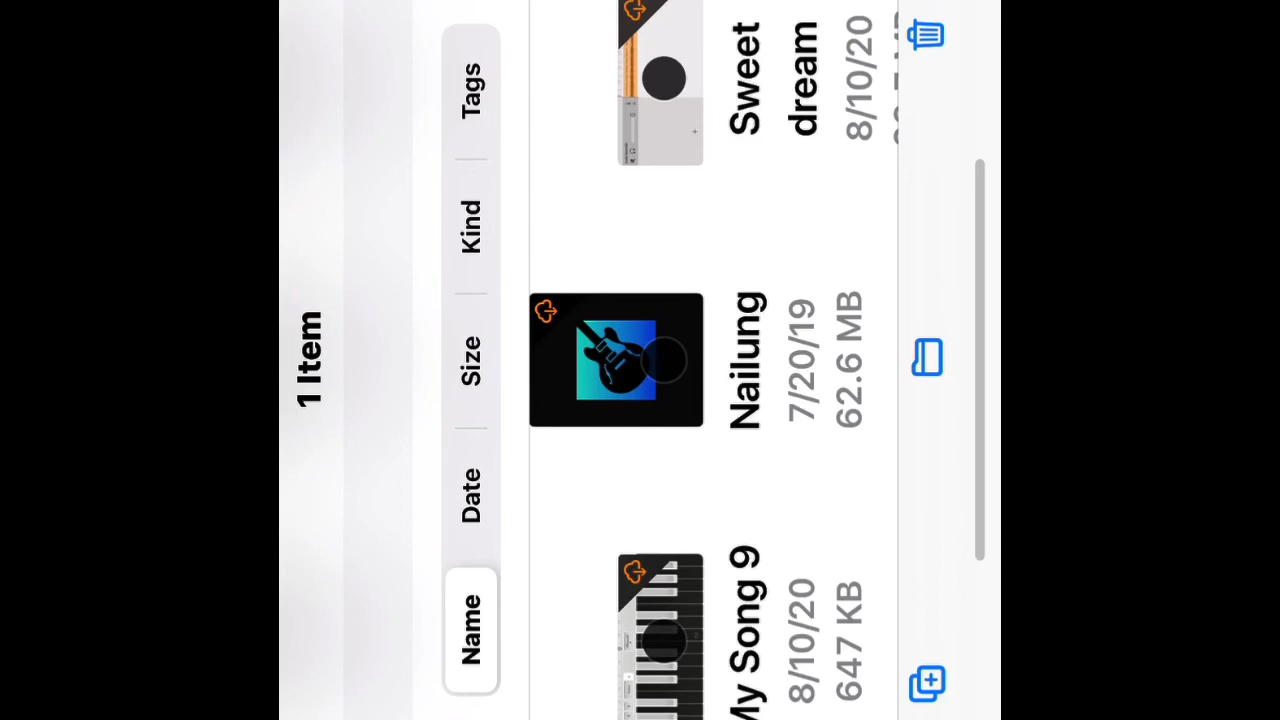 1 Item
Name
Date
Size
Kind
Tags
My Song 9
8/10/20
647 KB
Nailung
7/20/19
62.6 MB
Sweet
dream
8/10/20